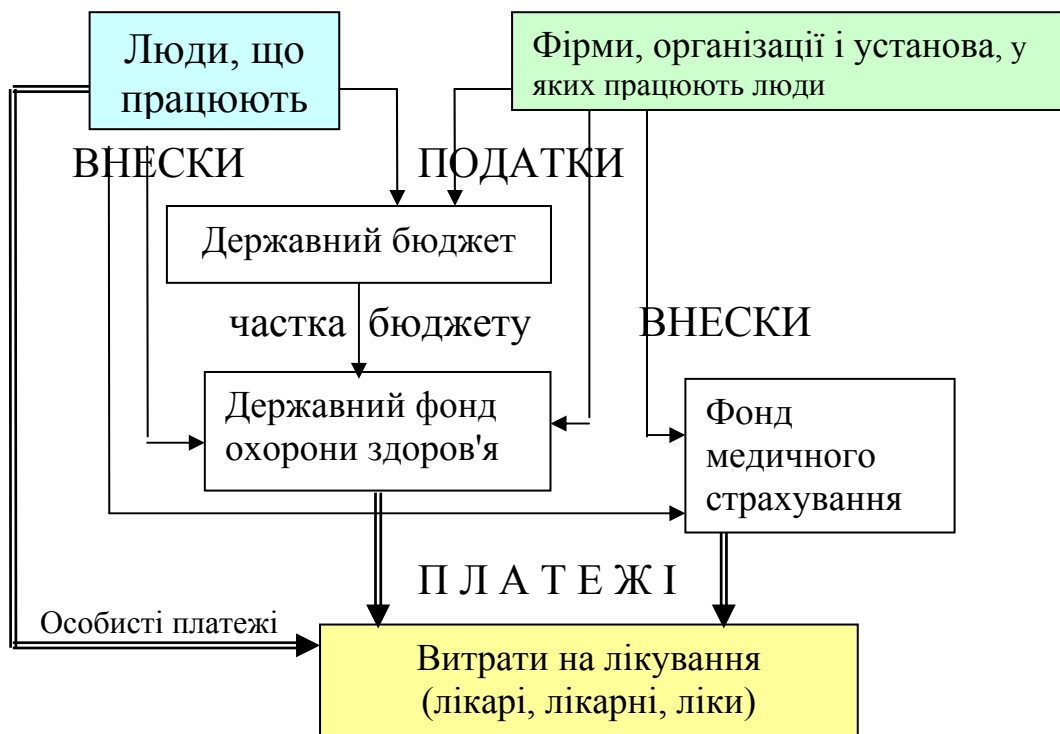 Люди, що
працюють
Фірми, організації і установа, у
яких працюють люди
ВНЕСКИ
ПОДАТКИ
Державний бюджет
частка бюджету
ВНЕСКИ
Державний фонд
охорони здоров'я
Фонд
медичного
страхування
П Л А Т Е Ж І
Особисті платежі
Витрати на лікування
(лікарі, лікарні, ліки)